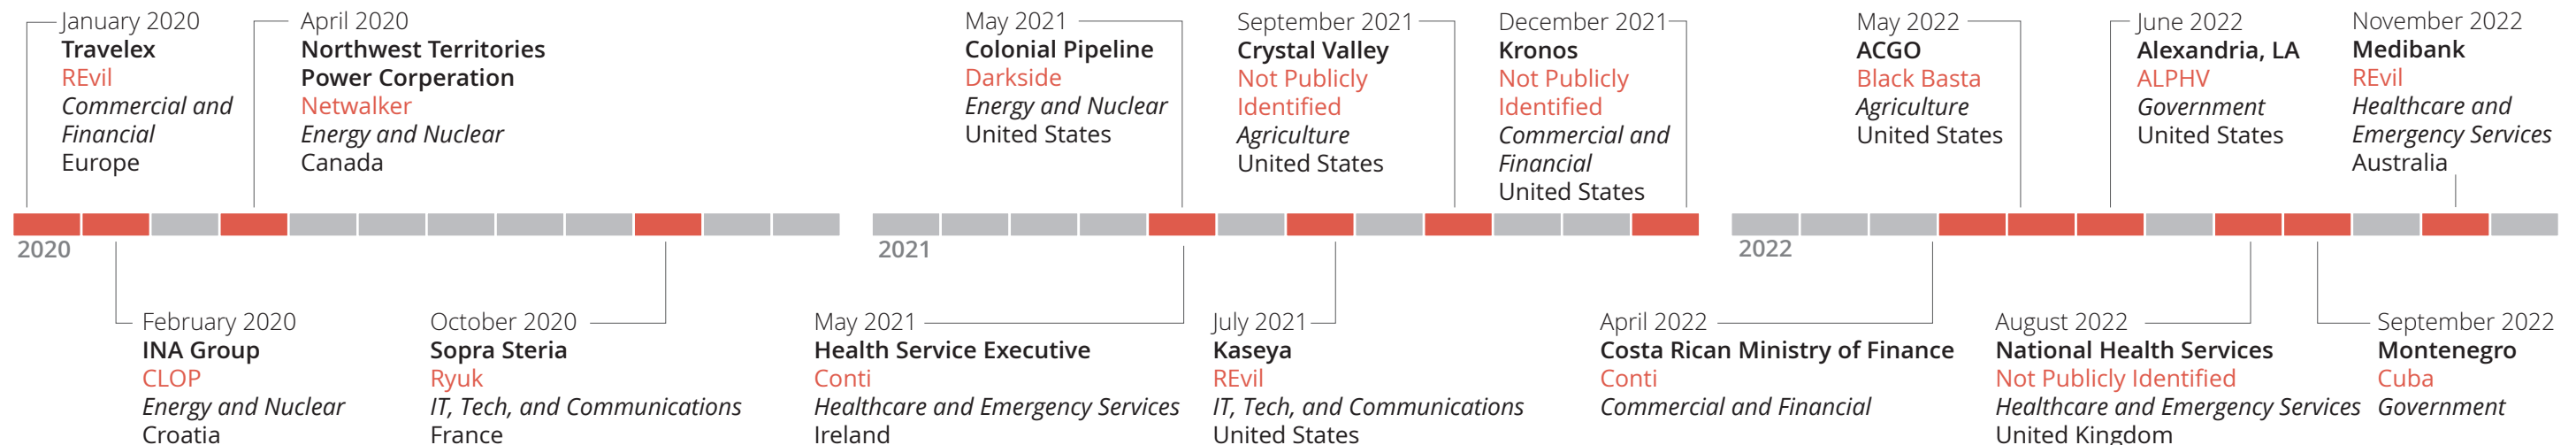 January 2020
Travelex
REvil
Commercial and
Financial
Europe
April 2020
Northwest Territories
Power Corperation
Netwalker
Energy and Nuclear
Canada
May 2021
Colonial Pipeline
Darkside
Energy and Nuclear
United States
September 2021
Crystal Valley
Not Publicly
Identified
Agriculture
United States
December 2021
Kronos
Not Publicly
Identified
Commercial and
Financial
United States
May 2022
ACGO
Black Basta
Agriculture
United States
June 2022
Alexandria, LA
ALPHV
Government
United States
November 2022
Medibank
REvil
Healthcare and
Emergency Services
Australia
2020
2021
2022
February 2020
INA Group
CLOP
Energy and Nuclear
Croatia
October 2020
Sopra Steria
Ryuk
IT, Tech, and Communications
France
May 2021
Health Service Executive
Conti
Healthcare and Emergency Services
Ireland
July 2021
Kaseya
REvil
IT, Tech, and Communications
United States
April 2022
Costa Rican Ministry of Finance
Conti
Commercial and Financial
August 2022
National Health Services
Not Publicly Identified
Healthcare and Emergency Services
United Kingdom
September 2022
Montenegro
Cuba
Government